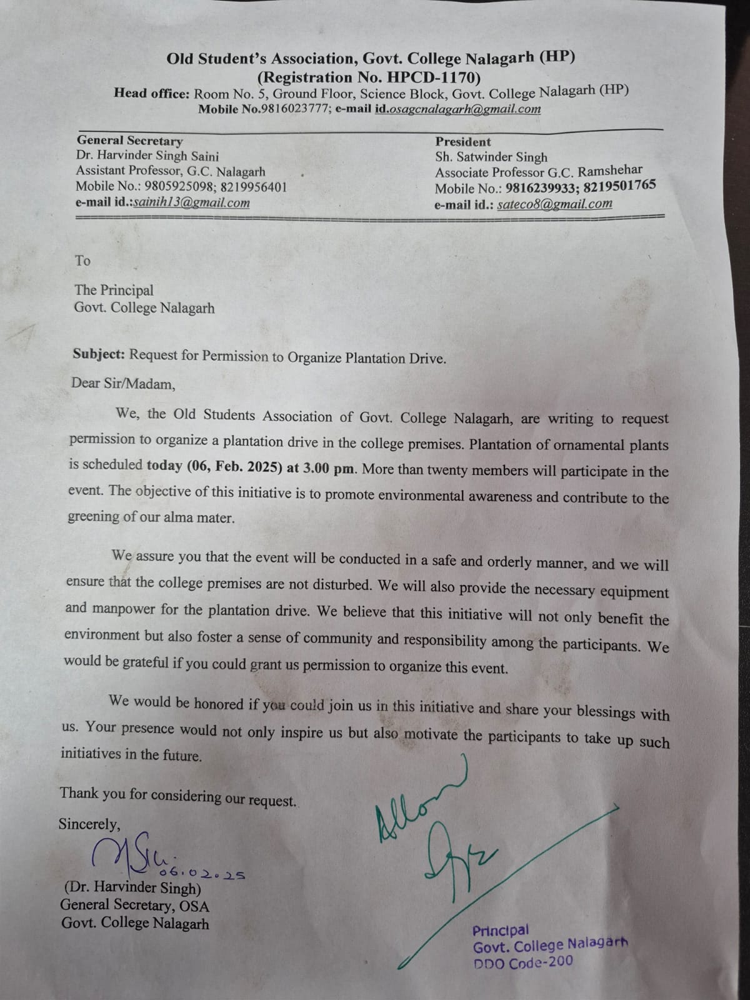 Old Student's Association, Govt. College Nalagarh (HP)
(Registration No. HPCD-1170)
Head office: Room No. 5, Ground Floor, Science Block, Govt. College Nalagarh (HP)
Mobile No.9816023777; e-mail id.osagcnalagarh@gmail.com
General Secretary
Dr. Harvinder Singh Saini
Assistant Professor, G.C. Nalagarh
Mobile No.: 9805925098; 8219956401
e-mail id.:sainih13@gmail.com
President
Sh. Satwinder Singh
Associate Professor G.C. Ramshehar
Mobile No.: 9816239933; 8219501765
e-mail id.: sateco8@gmail.com
To
The Principal
Govt. College Nalagarh
Subject: Request for Permission to Organize Plantation Drive.
Dear Sir/Madam,
We, the Old Students Association of Govt. College Nalagarh, are writing to request
permission to organize a plantation drive in the college premises. Plantation of ornamental plants
is scheduled today (06, Feb. 2025) at 3.00 pm. More than twenty members will participate in the
event. The objective of this initiative is to promote environmental awareness and contribute to the
greening of our alma mater.
We assure you that the event will be conducted in a safe and orderly manner, and we will
ensure that the college premises are not disturbed. We will also provide the necessary equipment
and manpower for the plantation drive. We believe that this initiative will not only benefit the
environment but also foster a sense of community and responsibility among the participants. We
would be grateful if you could grant us permission to organize this event.
We would be honored if you could join us in this initiative and share your blessings with
us. Your presence would not only inspire us but also motivate the participants to take up such
initiatives in the future.
Thank you for considering our request.
Sincerely,
06.02.25
(Dr. Harvinder Singh)
General Secretary, OSA
Govt. College Nalagarh
Allow
Principal
Govt. College Nalagarh
DDO Code-200